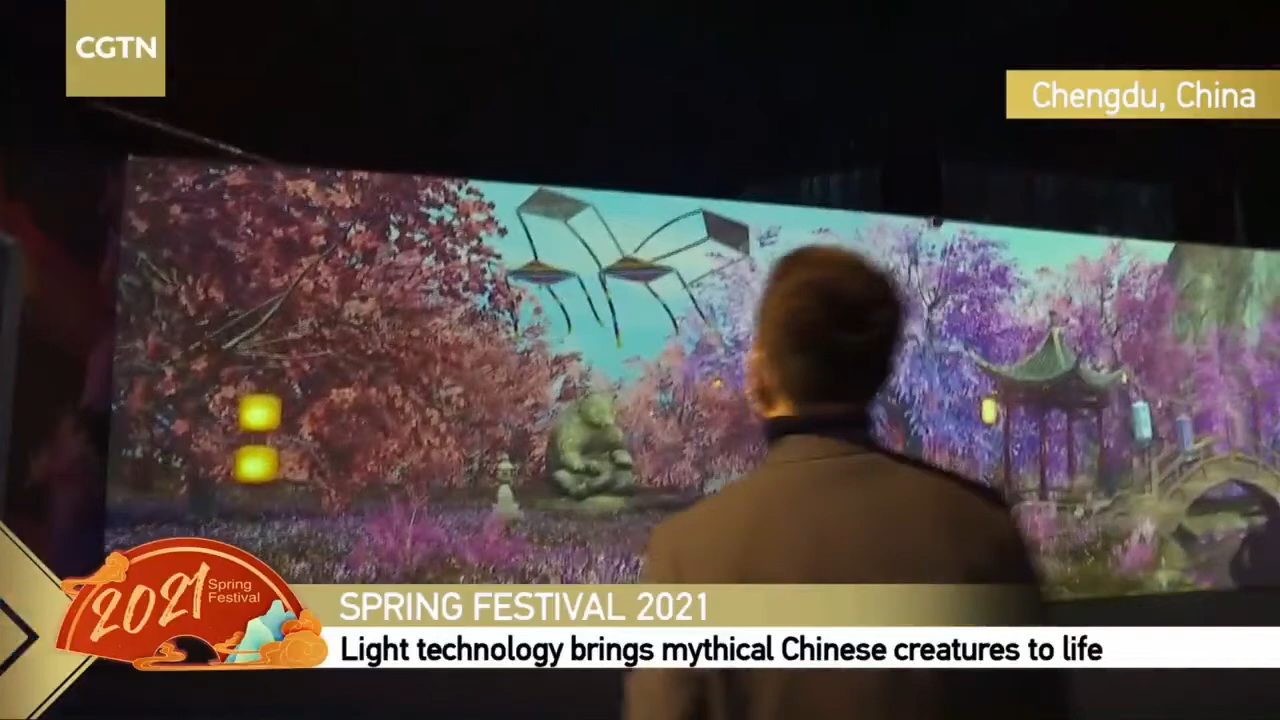 CGTN
Chengdu, China
2021
Spring
Festival
SPRING FESTIVAL 2021
Light technology brings mythical Chinese creatures to life